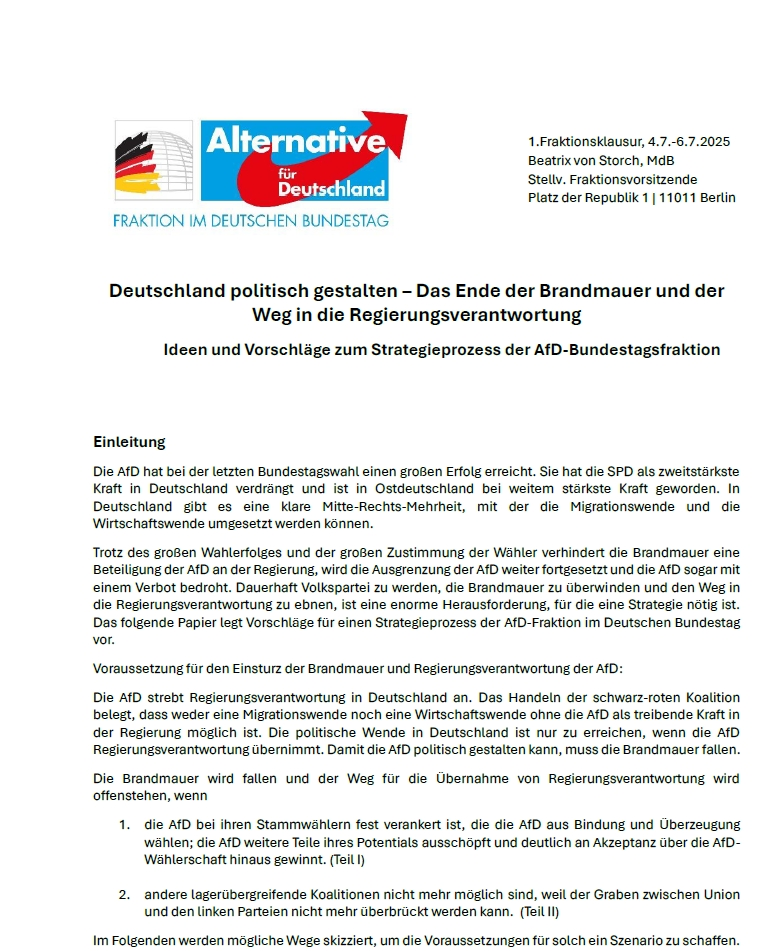 Alternative
für
Deutschland
FRAKTION IM DEUTSCHEN BUNDESTAG
1.Fraktionsklausur, 4.7.-6.7.2025
Beatrix von Storch, MdB
Stellv. Fraktionsvorsitzende
Platz der Republik 1 | 11011 Berlin
Deutschland politisch gestalten – Das Ende der Brandmauer und der
Weg in die Regierungsverantwortung
Ideen und Vorschläge zum Strategieprozess der AfD-Bundestagsfraktion
Einleitung
Die AfD hat bei der letzten Bundestagswahl einen großen Erfolg erreicht. Sie hat die SPD als zweitstärkste
Kraft in Deutschland verdrängt und ist in Ostdeutschland bei weitem stärkste Kraft geworden. In
Deutschland gibt es eine klare Mitte-Rechts-Mehrheit, mit der die Migrationswende und die
Wirtschaftswende umgesetzt werden können.
Trotz des großen Wahlerfolges und der großen Zustimmung der Wähler verhindert die Brandmauer eine
Beteiligung der AfD an der Regierung, wird die Ausgrenzung der AfD weiter fortgesetzt und die AfD sogar mit
einem Verbot bedroht. Dauerhaft Volkspartei zu werden, die Brandmauer zu überwinden und den Weg in
die Regierungsverantwortung zu ebnen, ist eine enorme Herausforderung, für die eine Strategie nötig ist.
Das folgende Papier legt Vorschläge für einen Strategieprozess der AfD-Fraktion im Deutschen Bundestag
vor.
Voraussetzung für den Einsturz der Brandmauer und Regierungsverantwortung der AfD:
Die AfD strebt Regierungsverantwortung in Deutschland an. Das Handeln der schwarz-roten Koalition
belegt, dass weder eine Migrationswende noch eine Wirtschaftswende ohne die AfD als treibende Kraft in
der Regierung möglich ist. Die politische Wende in Deutschland ist nur zu erreichen, wenn die AfD
Regierungsverantwortung übernimmt. Damit die AfD politisch gestalten kann, muss die Brandmauer fallen.
Die Brandmauer wird fallen und der Weg für die Übernahme von Regierungsverantwortung wird
offenstehen, wenn
1. die AfD bei ihren Stammwählern fest verankert ist, die die AfD aus Bindung und Überzeugung
wählen; die AfD weitere Teile ihres Potentials ausschöpft und deutlich an Akzeptanz über die AfD-
Wählerschaft hinaus gewinnt. (Teil I)
2. andere lagerübergreifende Koalitionen nicht mehr möglich sind, weil der Graben zwischen Union
und den linken Parteien nicht mehr überbrückt werden kann. (Teil II)
Im Folgenden werden mögliche Wege skizziert, um die Voraussetzungen für solch ein Szenario zu schaffen.